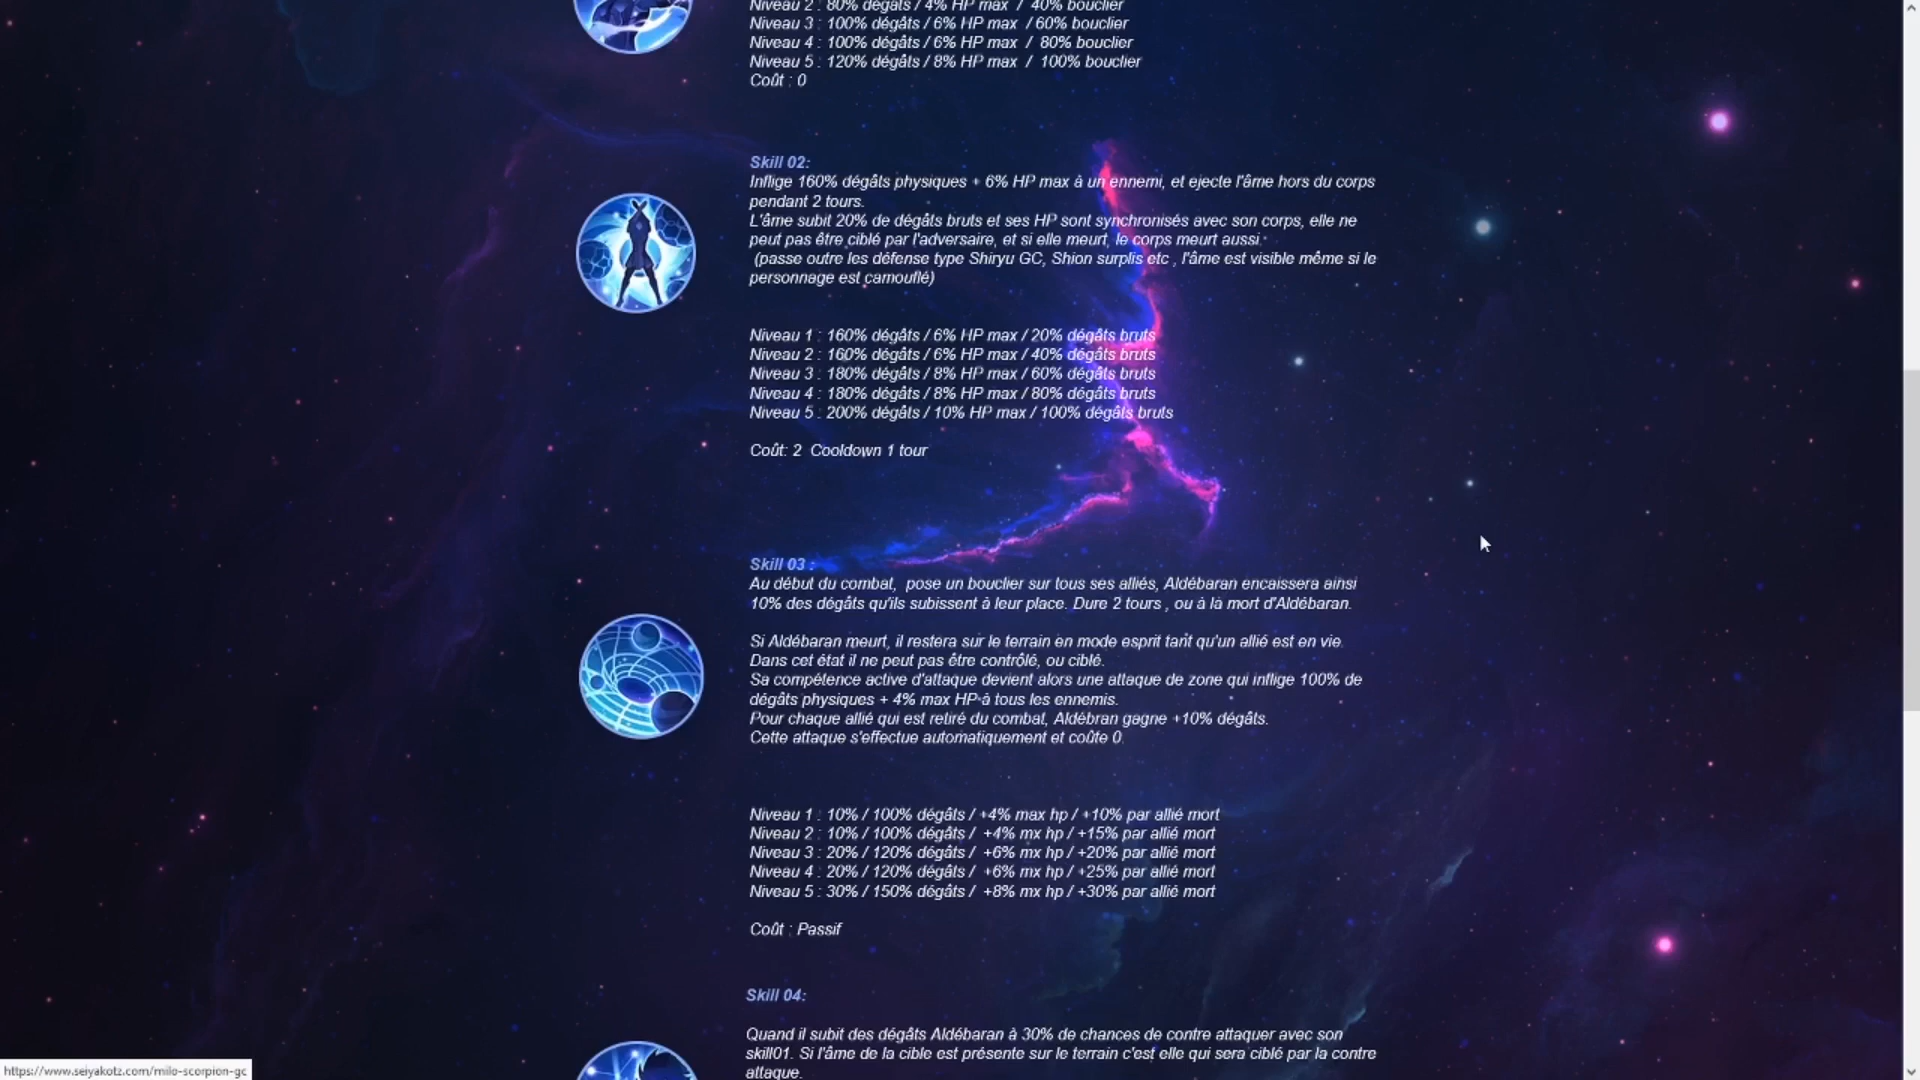 Niveau 2 : 80% dégâts / 4% HP max  /  40% bouclier
Niveau 3 : 100% dégâts / 6% HP max  / 60% bouclier
Niveau 4 : 100% dégâts / 6% HP max  /  80% bouclier
Niveau 5 : 120% dégâts / 8% HP max  /  100% bouclier
Coût : 0
Skill 02:
Inflige 160% dégâts physiques + 6% HP max à un ennemi, et ejecte l'âme hors du corps
pendant 2 tours.
L'âme subit 20% de dégâts bruts et ses HP sont synchronisés avec son corps, elle ne
peut pas être ciblé par l'adversaire, et si elle meurt, le corps meurt aussi.
(passe outre les défense type Shiryu GC, Shion surplis etc , l'âme est visible même si le
personnage est camouflé)
Niveau 1 : 160% dégâts / 6% HP max / 20% dégâts bruts
Niveau 2 : 160% dégâts / 6% HP max / 40% dégâts bruts
Niveau 3 : 180% dégâts / 8% HP max / 60% dégâts bruts
Niveau 4 : 180% dégâts / 8% HP max / 80% dégâts bruts
Niveau 5 : 200% dégâts / 10% HP max / 100% dégâts bruts
Coût: 2  Cooldown 1 tour
Skill 03 :
Au début du combat,  pose un bouclier sur tous ses alliés, Aldébaran encaissera ainsi
10% des dégâts qu'ils subissent à leur place. Dure 2 tours , ou à là mort d'Aldébaran.
Si Aldébaran meurt, il restera sur le terrain en mode esprit tant qu'un allié est en vie.
Dans cet état il ne peut pas être contrôlé, ou ciblé.
Sa compétence active d'attaque devient alors une attaque de zone qui inflige 100% de
dégâts physiques + 4% max HP à tous les ennemis.
Pour chaque allié qui est retiré du combat, Aldébran gagne +10% dégâts.
Cette attaque s'effectue automatiquement et coûte 0.
Niveau 1 : 10% / 100% dégâts / +4% max hp / +10% par allié mort
Niveau 2 : 10% / 100% dégâts /  +4% mx hp / +15% par allié mort
Niveau 3 : 20% / 120% dégâts /  +6% mx hp / +20% par allié mort
Niveau 4 : 20% / 120% dégâts /  +6% mx hp / +25% par allié mort
Niveau 5 : 30% / 150% dégâts /  +8% mx hp / +30% par allié mort
Coût : Passif
Skill 04:
Quand il subit des dégâts Aldébaran à 30% de chances de contre attaquer avec son
skill01. Si l'âme de la cible est présente sur le terrain c'est elle qui sera ciblé par la contre
attaque.
https://www.seiyakotz.com/milo-scorpion-gc